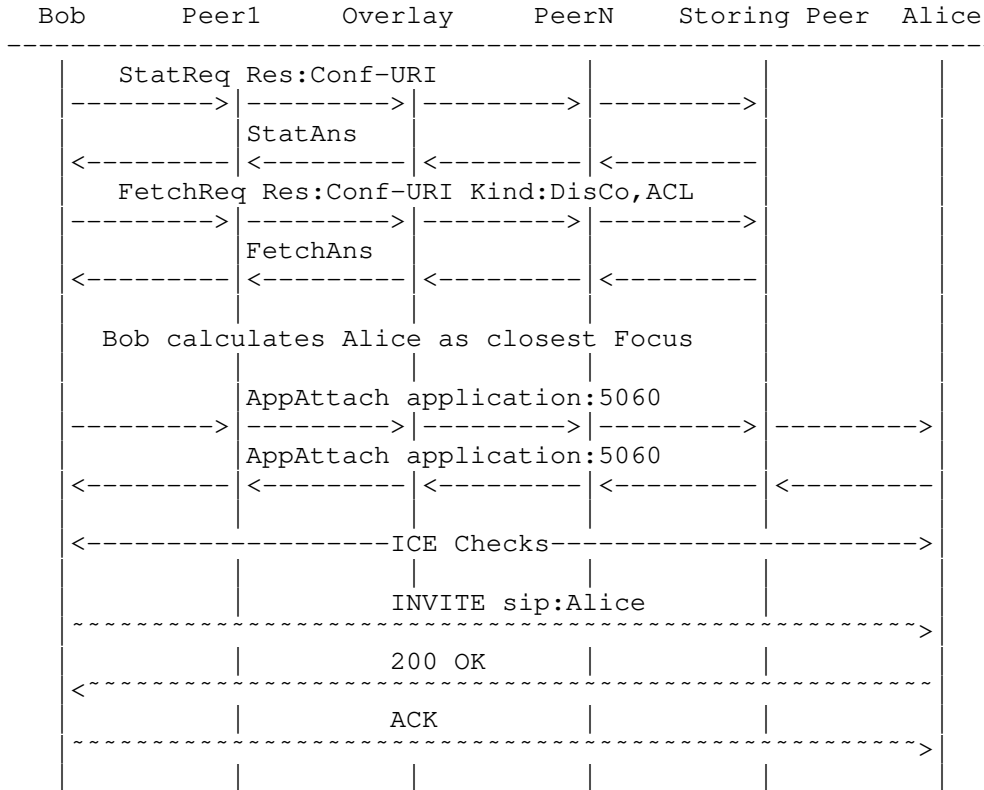 Bob Peer1 Overlay PeerN Storing Peer Alice
StatReq Res:Conf-URI
StatAns
FetchReq Res:Conf-URI Kind:DisCo,ACL
FetchAns
Bob calculates Alice as closest Focus
AppAttach application:5060
AppAttach application:5060
ICE Checks
INVITE sip:Alice
200 OK
ACK